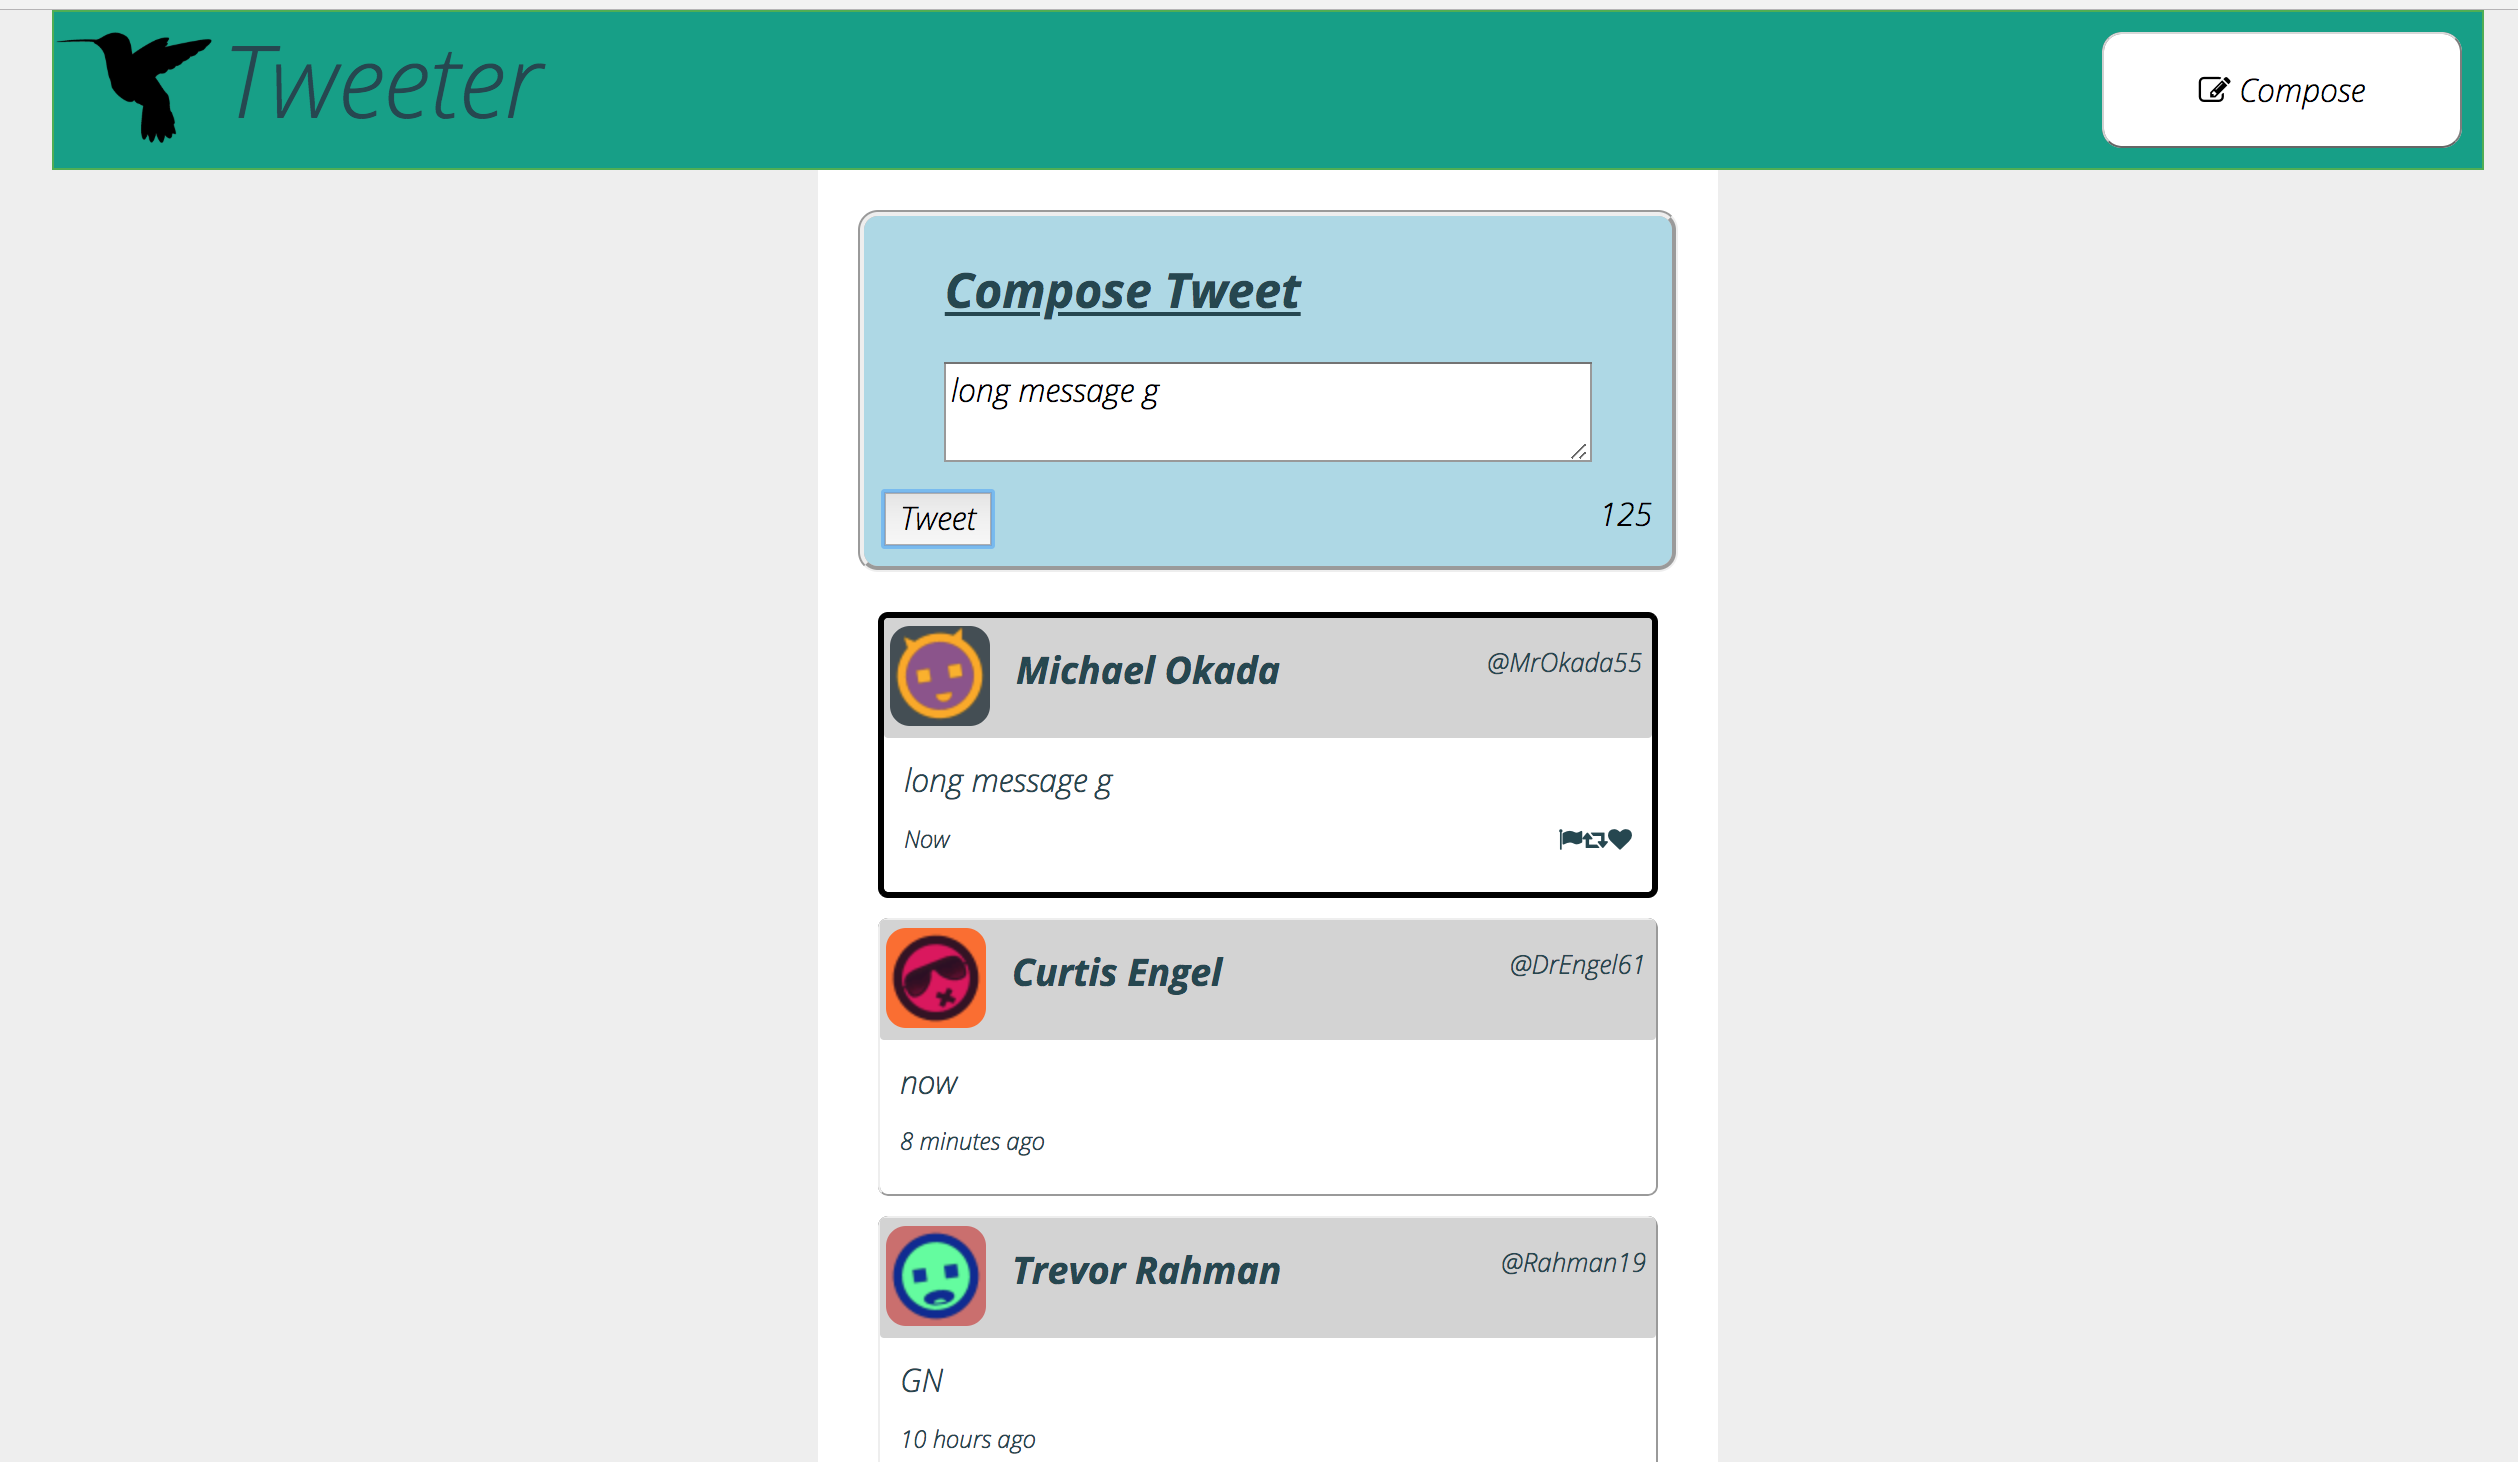 Tweeter
Compose
Compose Tweet
long message g
Tweet
125
Michael Okada
@MrOkada55
long message g
Now
Curtis Engel
@DrEngel61
now
8 minutes ago
Trevor Rahman
@Rahman19
GN
10 hours ago